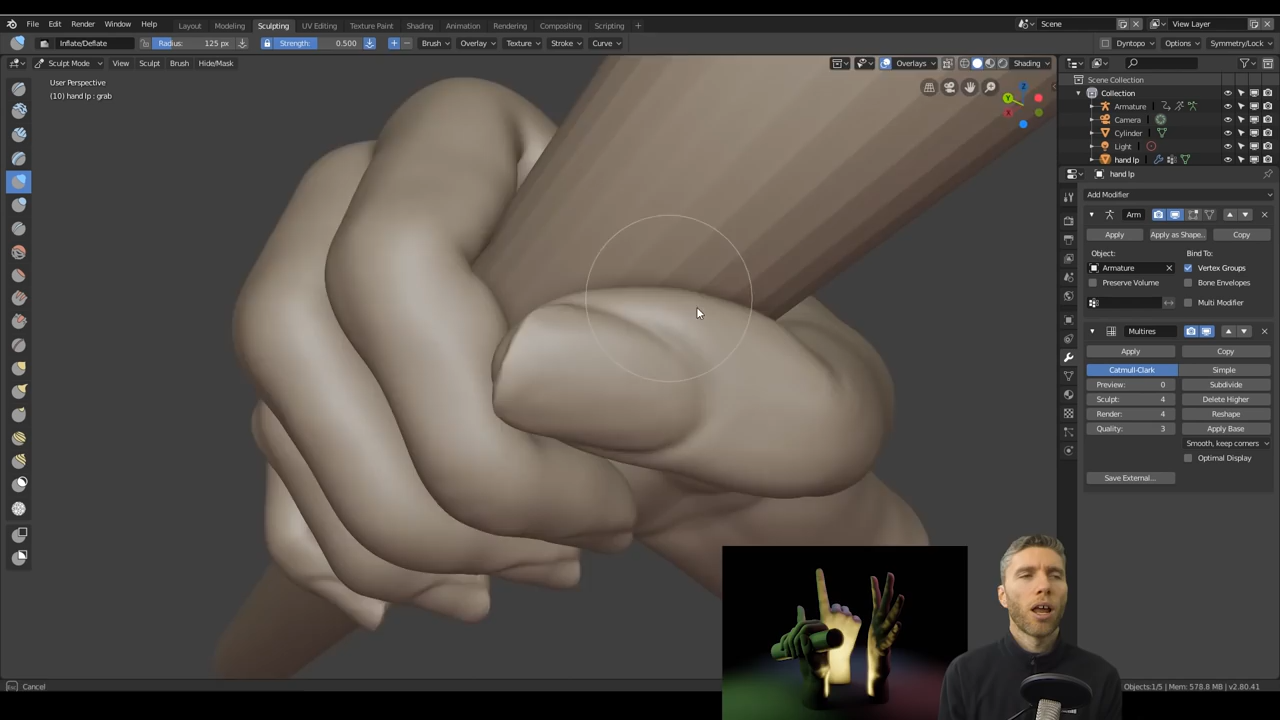 File Edit Render Window Help Layout Modeling Sculpting UV Editing Texture Paint Shading Animation Rendering Compositing Scripting + Scene View Layer
Inflate/Deflate Radius: 125 px Strength: 0.500 Brush Overlay Texture Stroke Curve Dyntopo Options Symmetry/Lock
Sculpt Mode View Sculpt Brush Hide/Mask Overlays Shading
User Perspective
(10) hand lp : grab
Scene Collection
Collection
Armature
Camera
Cylinder
Light
hand lp
hand lp
Add Modifier
Arm
Apply Apply as Shape.. Copy
Object: Bind To:
Armature Vertex Groups
Preserve Volume Bone Envelopes
Multi Modifier
Multires
Apply Copy
Catmull-Clark Simple
Preview: 0 Subdivide
Sculpt: 4 Delete Higher
Render: 4 Reshape
Quality: 3 Apply Base
Smooth, keep corners
Optimal Display
Save External...
Y
Cancel
Objects:1/5 | Mem: 578.8 MB | v2.80.41